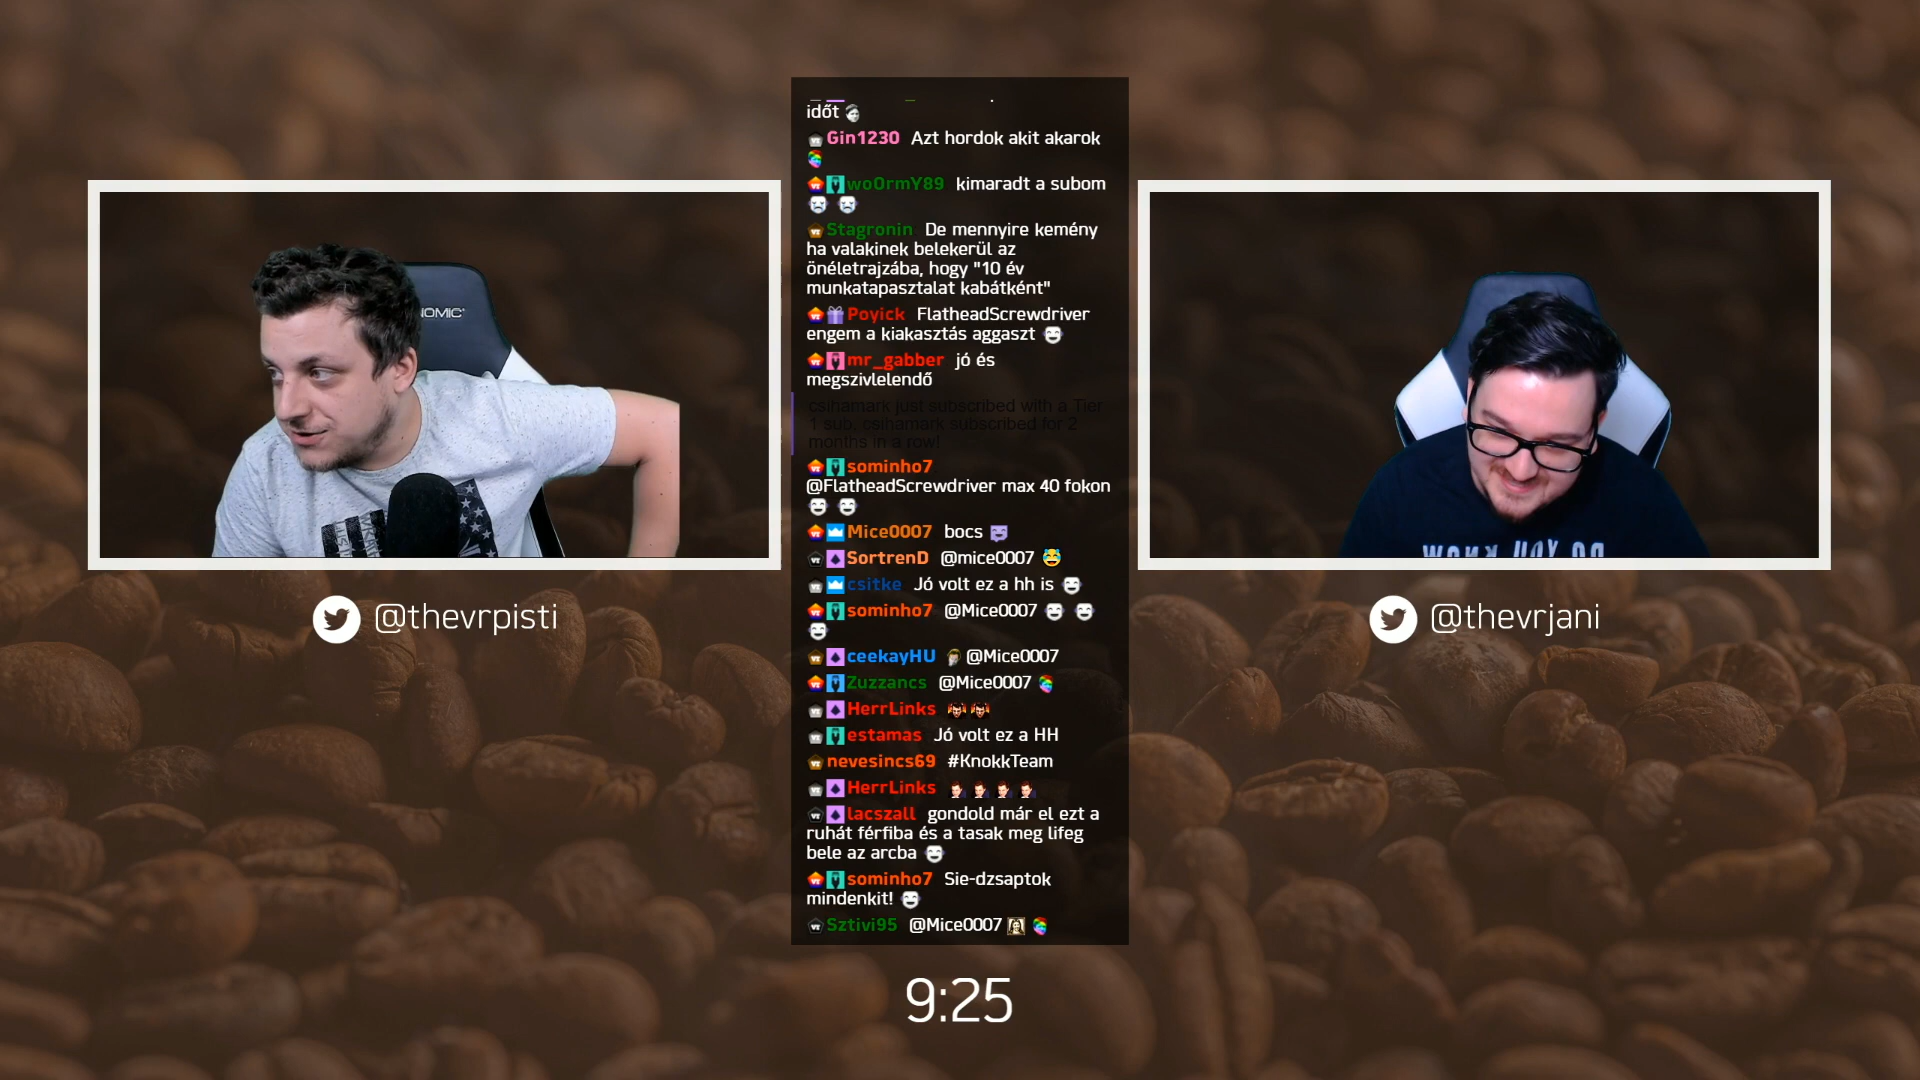 időt
Gin1230 Azt hordok akit akarok
wo0rmY89 kimaradt a subom
Stagronin De mennyire kemény
ha valakinek belekerül az
önéletrajzába, hogy "10 év
munkatapasztalat kabátként"
Poyick FlatheadScrewdriver
engem a kiakasztás aggaszt
mr_gabber jó és
megszivlelendő
csihamark just subscribed with a Tier
1 sub. csihamark subscribed for 2
months in a row!
sominho7
@FlatheadScrewdriver max 40 fokon
Mice0007 bocs
SortrenD @mice0007
csitke Jó volt ez a hh is
sominho7 @Mice0007
ceekayHU @Mice0007
Zuzzancs @Mice0007
HerrLinks
estamas Jó volt ez a HH
nevesincs69 #KnokkTeam
HerrLinks
lacszall gondold már el ezt a
ruhát férfiba és a tasak meg lifeg
bele az arcba
sominho7 Sie-dzsaptok
mindenkit!
Sztivi95 @Mice0007
NOMIC
@thevrpisti
DO YOU KNOW
@thevrjani
9:25